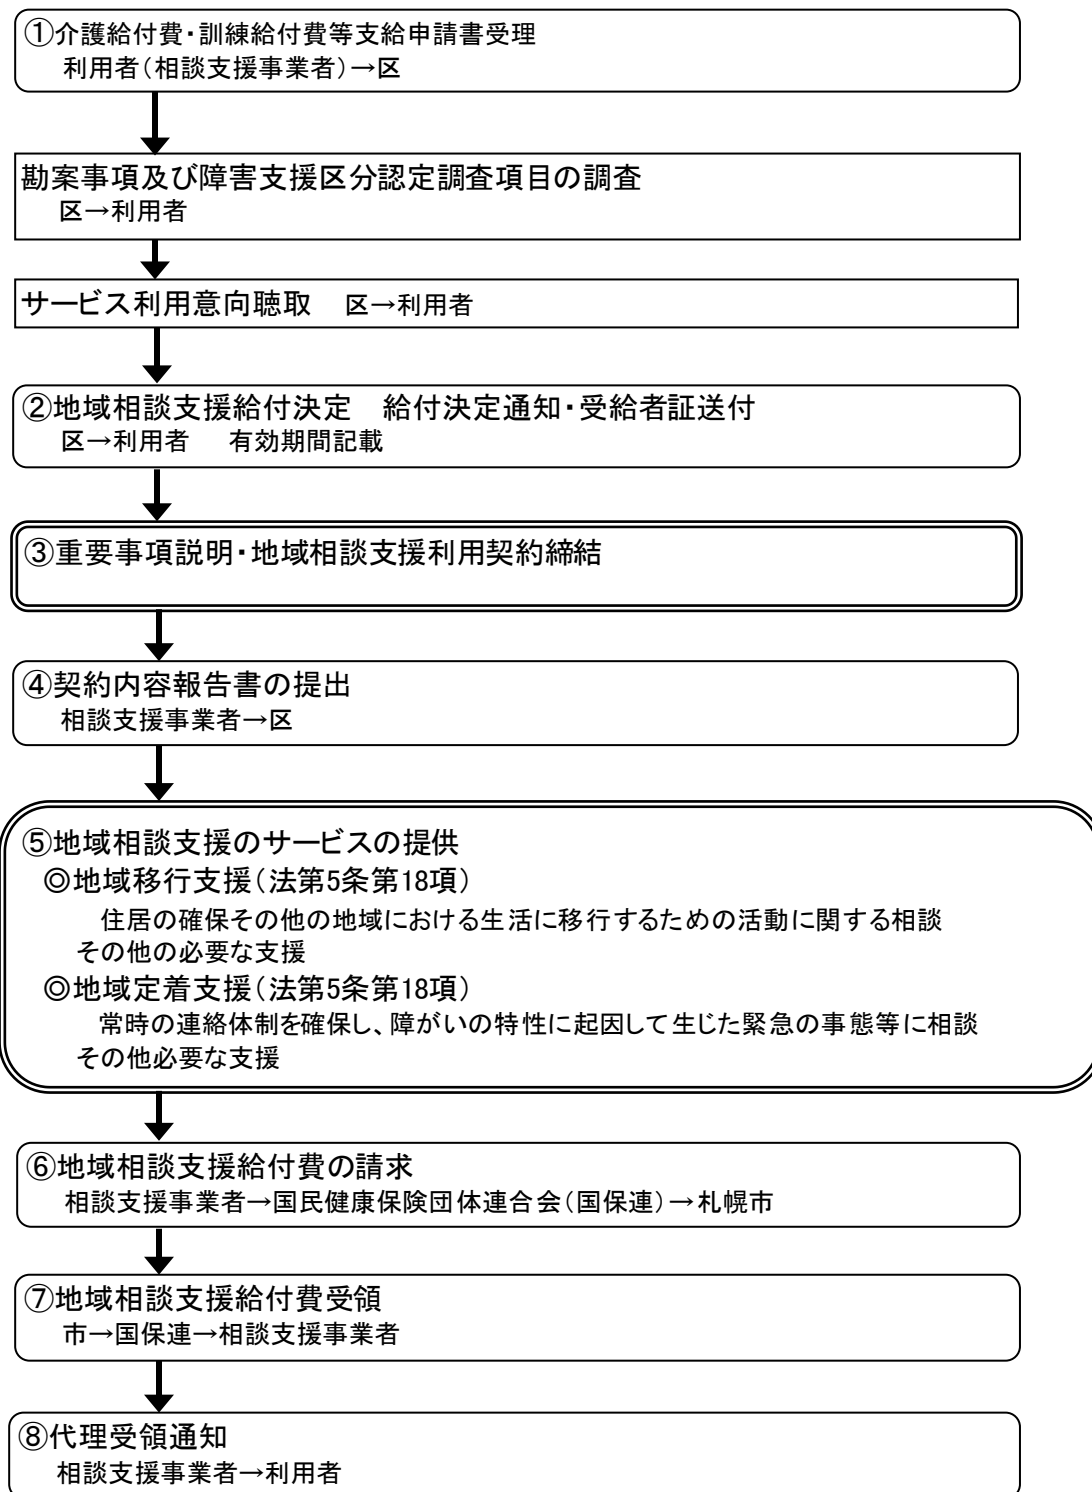 ①介護給付費・訓練給付費等支給申請書受理
利用者（相談支援事業者）→区
勘案事項及び障害支援区分認定調査項目の調査
区→利用者
サービス利用意向聴取　区→利用者
②地域相談支援給付決定　給付決定通知・受給者証送付
区→利用者　有効期間記載
③重要事項説明・地域相談支援利用契約締結
④契約内容報告書の提出
相談支援事業者→区
⑤地域相談支援のサービスの提供
◎地域移行支援（法第5条第18項）
住居の確保その他の地域における生活に移行するための活動に関する相談
その他の必要な支援
◎地域定着支援（法第5条第18項）
常時の連絡体制を確保し、障がいの特性に起因して生じた緊急の事態等に相談
その他必要な支援
⑥地域相談支援給付費の請求
相談支援事業者→国民健康保険団体連合会（国保連）→札幌市
⑦地域相談支援給付費受領
市→国保連→相談支援事業者
⑧代理受領通知
相談支援事業者→利用者